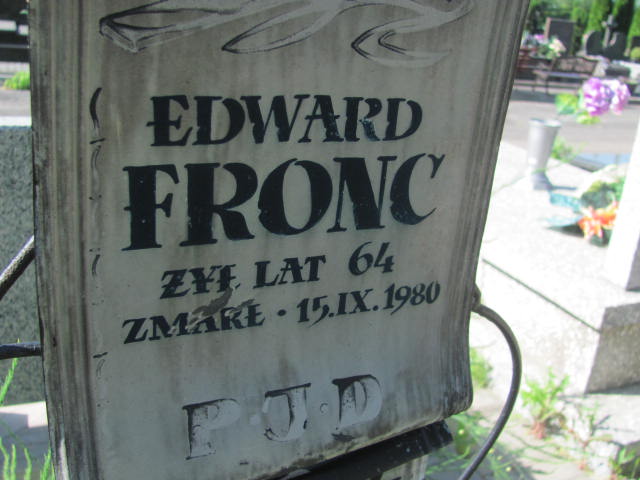 EDWARD
FRONC
ŻYŁ LAT 64
ZMARŁ · 15.IX.1980
P·J·D